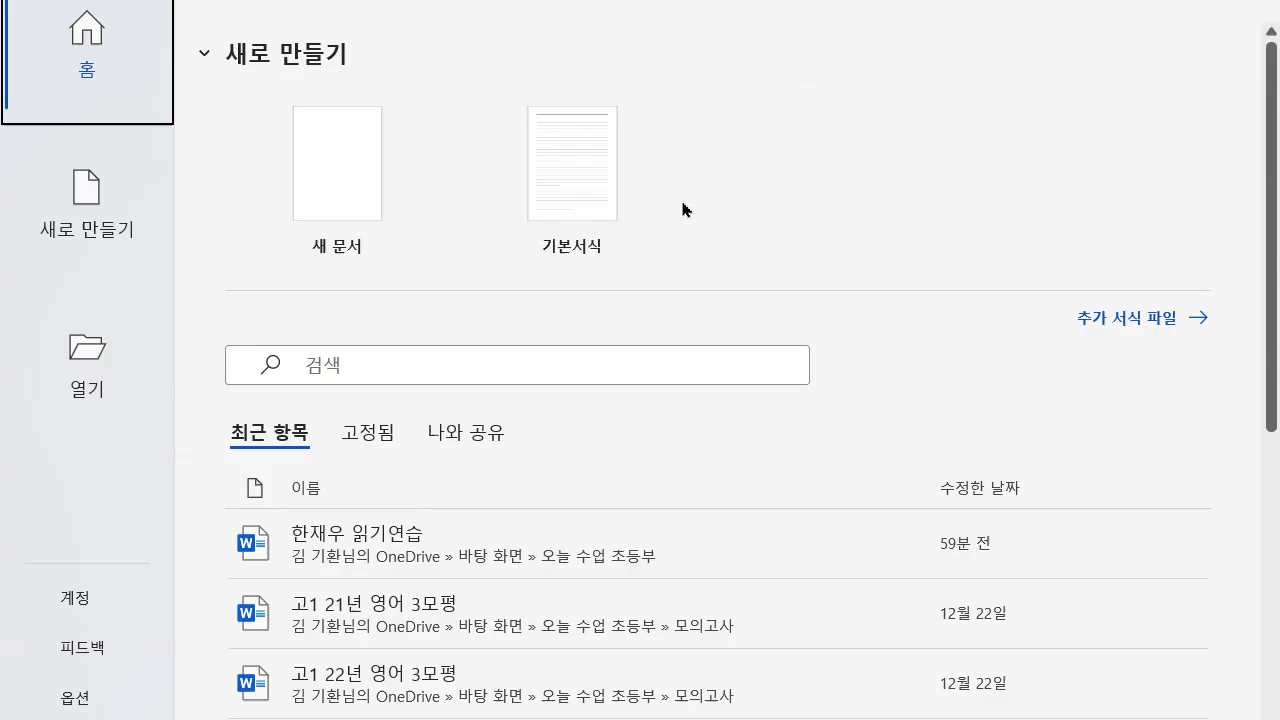 홈
새로 만들기
열기
계정
피드백
옵션
새로 만들기
새 문서
기본서식
추가 서식 파일
검색
최근 항목 고정됨 나와 공유
이름 수정한 날짜
한재우 읽기연습
김 기환님의 OneDrive » 바탕 화면 » 오늘 수업 초등부
59분 전
고1 21년 영어 3모평
김 기환님의 OneDrive » 바탕 화면 » 오늘 수업 초등부 » 모의고사
12월 22일
고1 22년 영어 3모평
김 기환님의 OneDrive » 바탕 화면 » 오늘 수업 초등부 » 모의고사
12월 22일